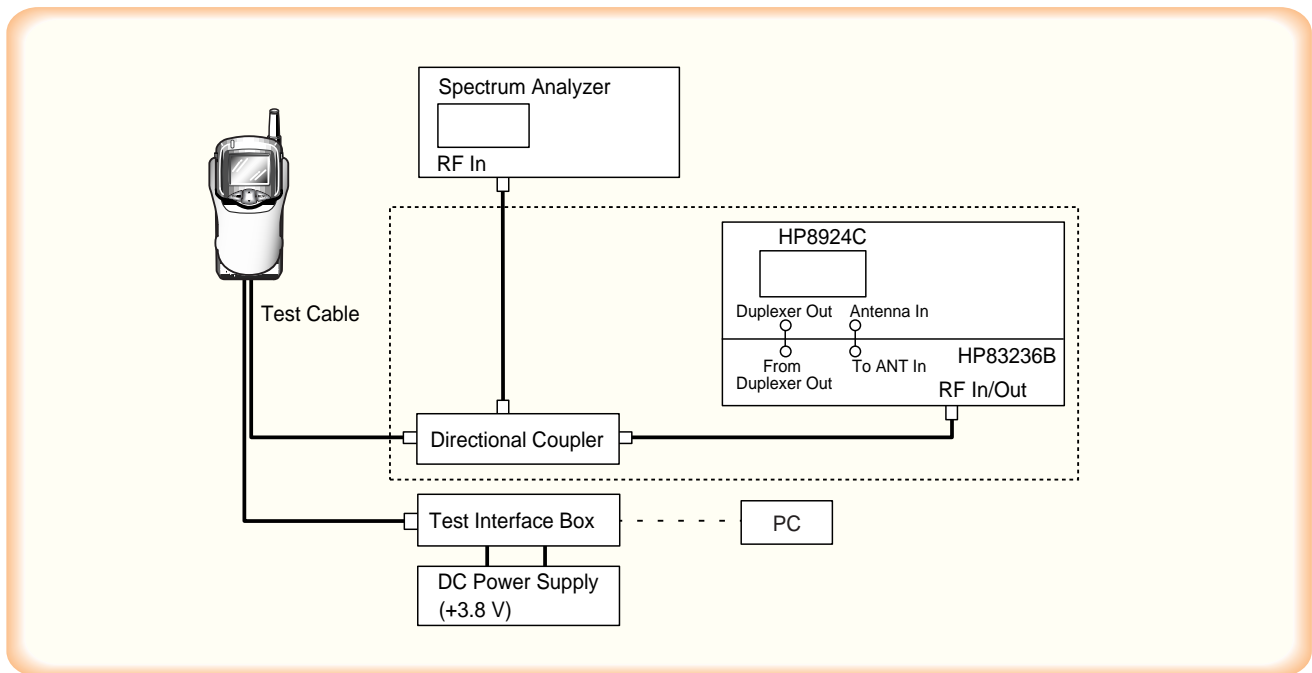 Spectrum Analyzer
RF In
Test Cable
HP8924C
Duplexer Out
Antenna In
From
Duplexer Out
To ANT In
HP83236B
RF In/Out
Directional Coupler
Test Interface Box
PC
DC Power Supply
(+3.8 V)